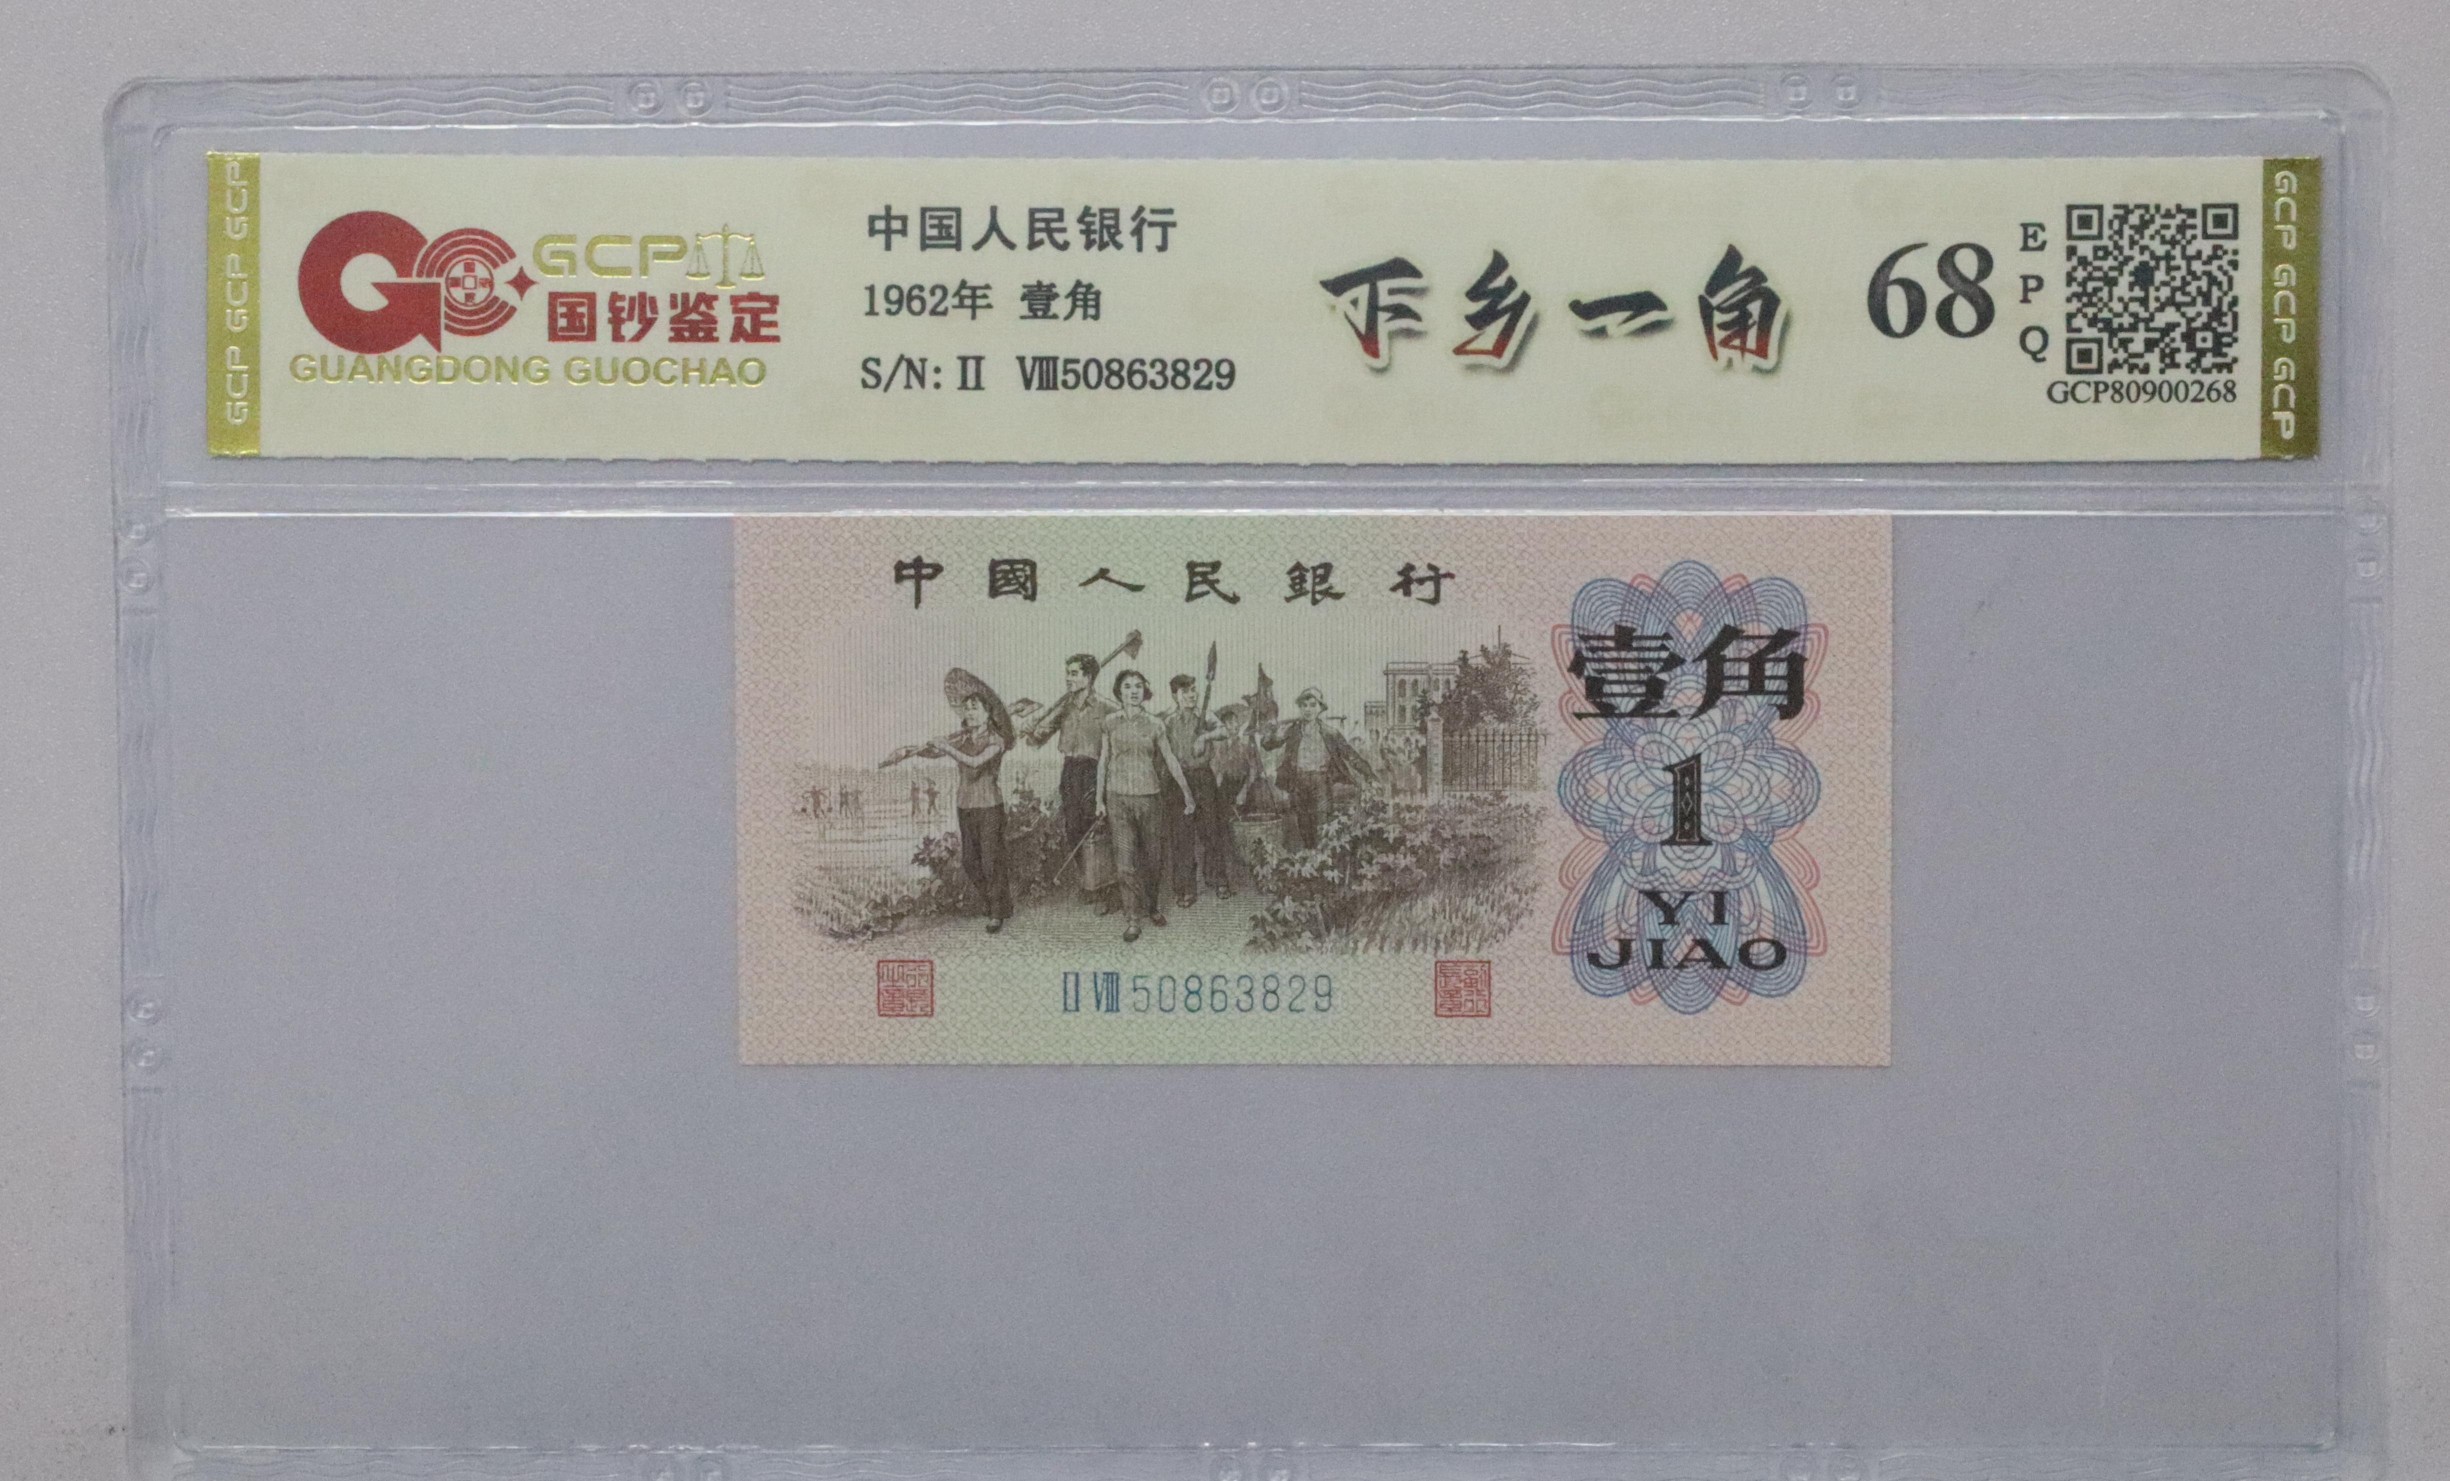 GCP GCP GCP
GCP
国钞鉴定
GUANGDONG GUOCHAO
中国人民银行
1962年 壹角
S/N: II VIII50863829
下乡一角
68
EPQ
GCP80900268
GCP GCP GCP
中國人民銀行
壹角
1
YI
JIAO
II VIII 50863829